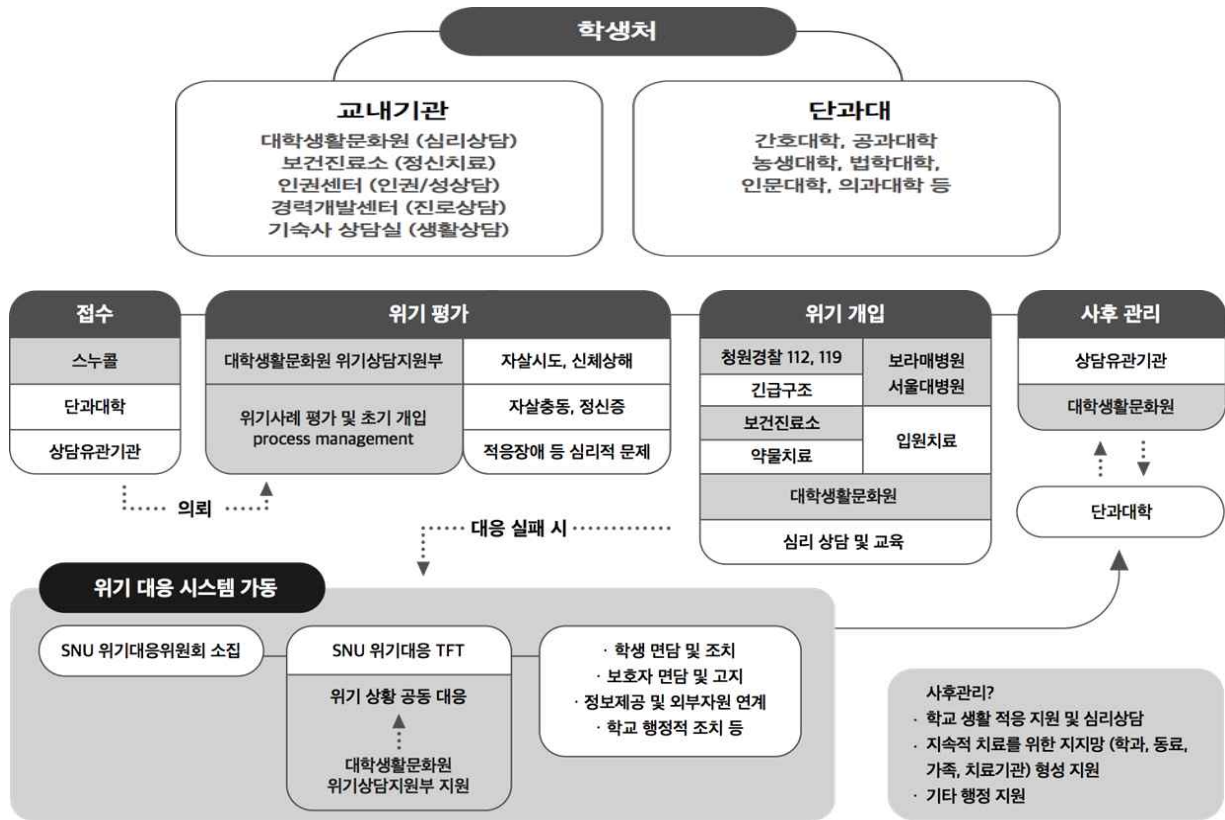 학생처
교내기관
대학생활문화원 (심리상담)
보건진료소 (정신치료)
인권센터 (인권/성상담)
경력개발센터 (진로상담)
기숙사 상담실 (생활상담)
단과대
간호대학, 공과대학
농생대학, 법학대학,
인문대학, 의과대학 등
접수
스누콜
단과대학
상담유관기관
의뢰
위기 평가
대학생활문화원 위기상담지원부
위기사례 평가 및 초기 개입
process management
자살시도, 신체상해
자살충동, 정신증
적응장애 등 심리적 문제
위기 개입
청원경찰 112, 119
긴급구조
보건진료소
약물치료
보라매병원
서울대병원
입원치료
대학생활문화원
심리 상담 및 교육
사후 관리
상담유관기관
대학생활문화원
단과대학
대응 실패 시
위기 대응 시스템 가동
SNU 위기대응위원회 소집
SNU 위기대응 TFT
위기 상황 공동 대응
대학생활문화원
위기상담지원부 지원
· 학생 면담 및 조치
· 보호자 면담 및 고지
· 정보제공 및 외부자원 연계
· 학교 행정적 조치 등
사후관리?
· 학교 생활 적응 지원 및 심리상담
· 지속적 치료를 위한 지지망 (학과, 동료,
가족, 치료기관) 형성 지원
· 기타 행정 지원